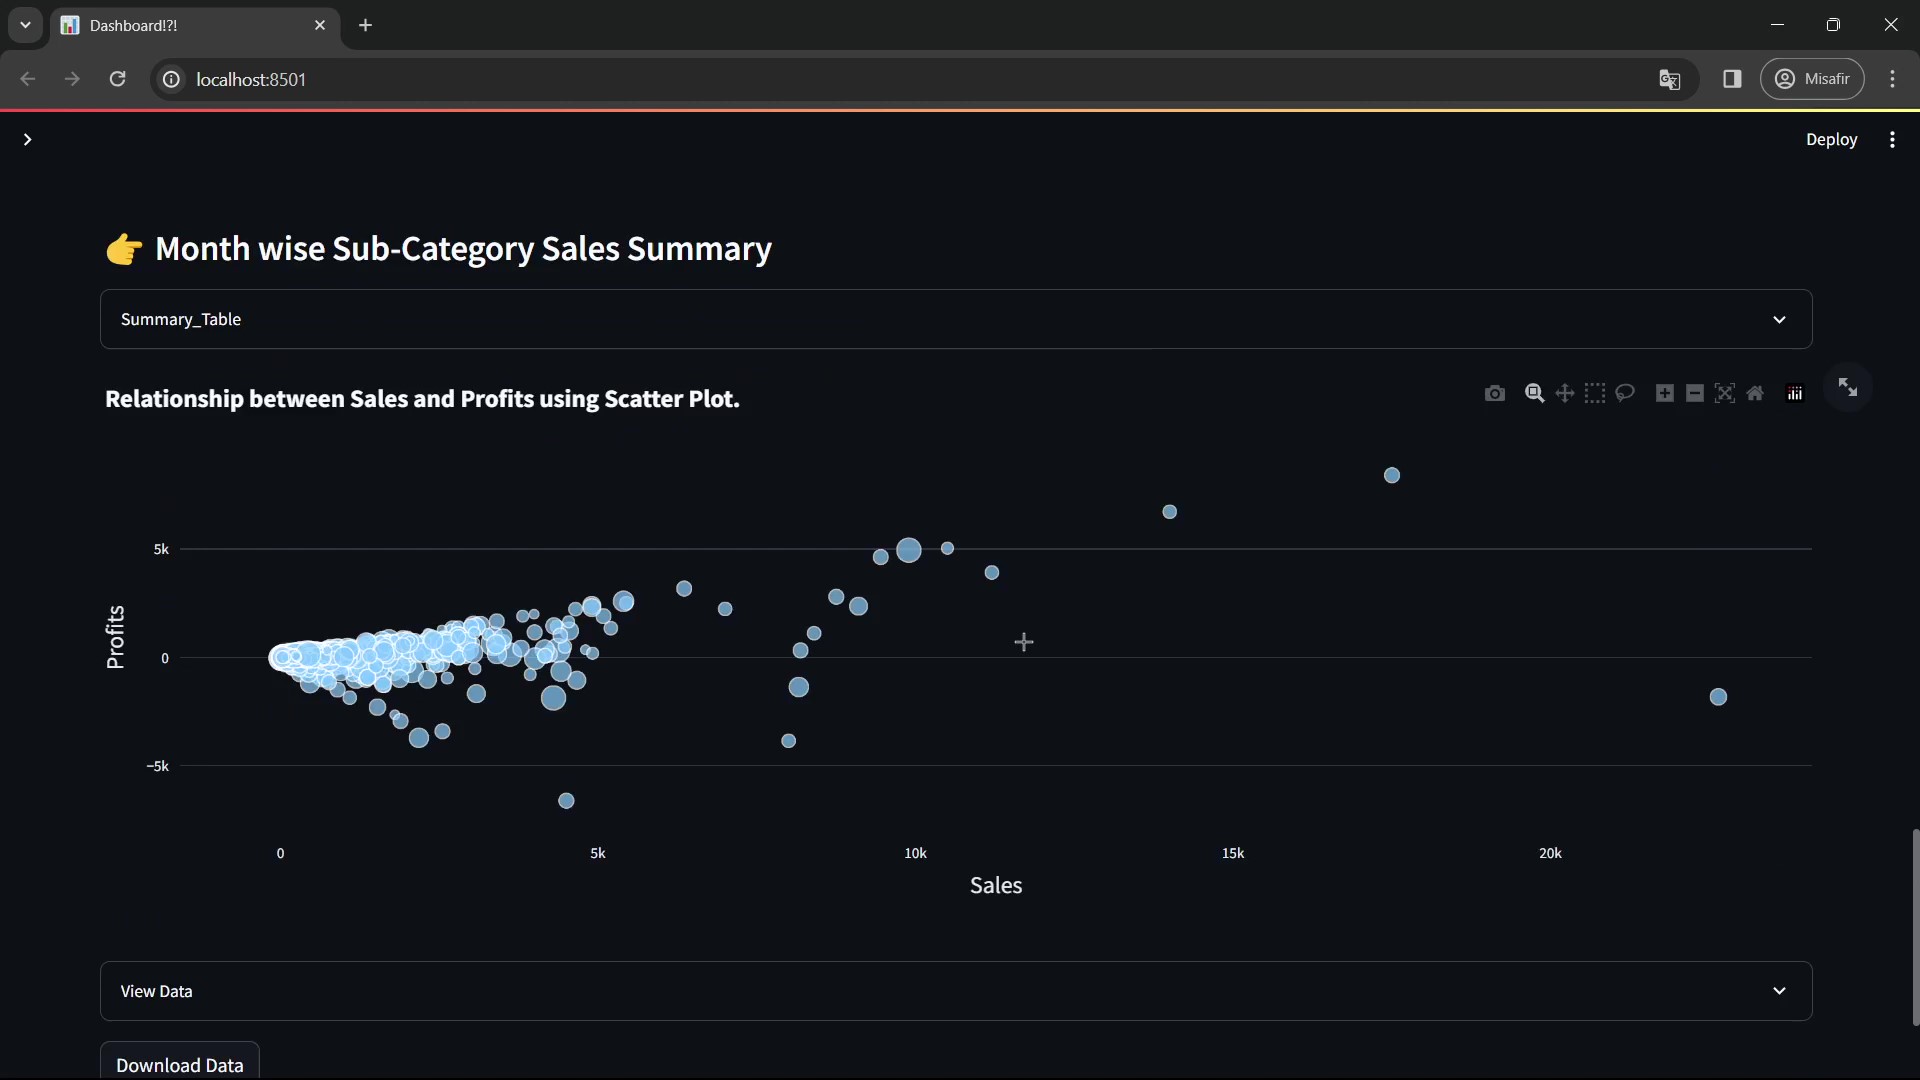 Dashboard!?!
localhost:8501
Misafir
Deploy
Month wise Sub-Category Sales Summary
Summary_Table
Relationship between Sales and Profits using Scatter Plot.
5k
0
−5k
Profits
0
5k
10k
15k
20k
Sales
View Data
Download Data